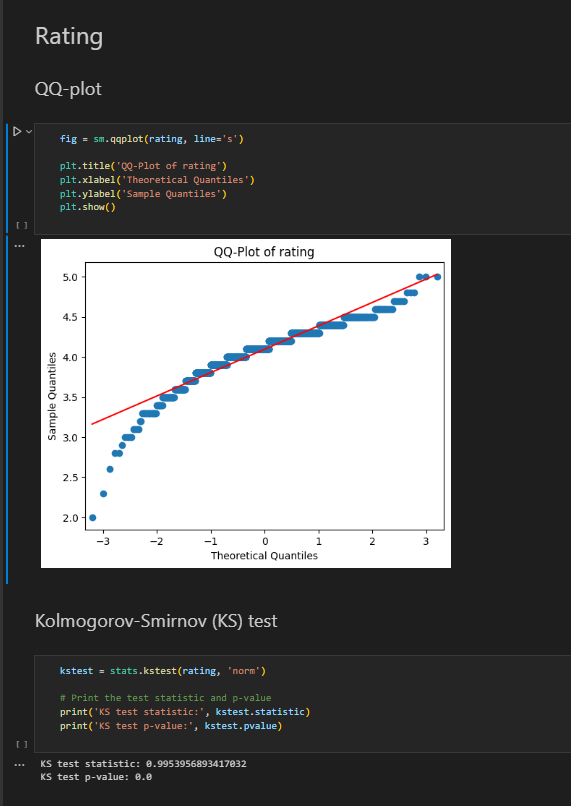 Rating
QQ-plot
fig = sm.qqplot(rating, line='s')
plt.title('QQ-Plot of rating')
plt.xlabel('Theoretical Quantiles')
plt.ylabel('Sample Quantiles')
plt.show()
[ ]
...
QQ-Plot of rating
5.0
4.5
4.0
3.5
3.0
2.5
2.0
Sample Quantiles
−3 −2 −1 0 1 2 3
Theoretical Quantiles
Kolmogorov-Smirnov (KS) test
kstest = stats.kstest(rating, 'norm')
# Print the test statistic and p-value
print('KS test statistic:', kstest.statistic)
print('KS test p-value:', kstest.pvalue)
[ ]
...
KS test statistic: 0.9953956893417032
KS test p-value: 0.0